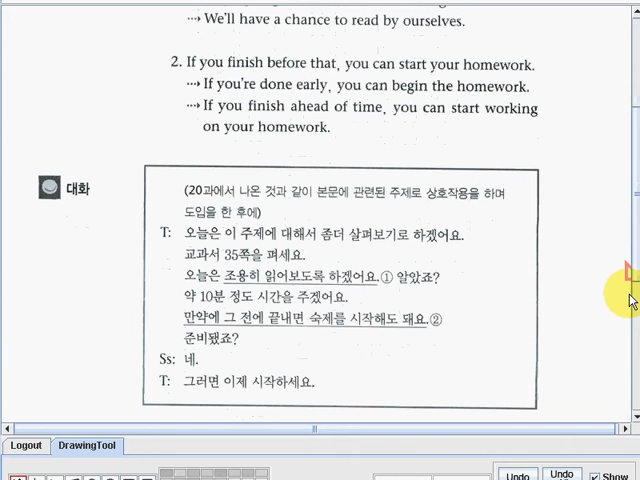 ⋯→ We'll have a chance to read by ourselves.
2. If you finish before that, you can start your homework.
⋯→ If you're done early, you can begin the homework.
⋯→ If you finish ahead of time, you can start working
on your homework.
대화
(20과에서 나온 것과 같이 본문에 관련된 주제로 상호작용을 하며
도입을 한 후에)
T: 오늘은 이 주제에 대해서 좀더 살펴보기로 하겠어요.
교과서 35쪽을 펴세요.
오늘은 조용히 읽어보도록 하겠어요.① 알았죠?
약 10분 정도 시간을 주겠어요.
만약에 그 전에 끝내면 숙제를 시작해도 돼요.②
준비됐죠?
Ss: 네.
T: 그러면 이제 시작하세요.
Logout DrawingTool
Undo Undo Show